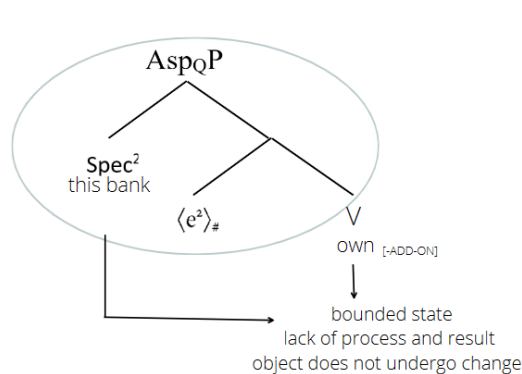 AspQP
Spec²
this bank
⟨e²⟩#
V
own [-ADD-ON]
bounded state
lack of process and result
object does not undergo change